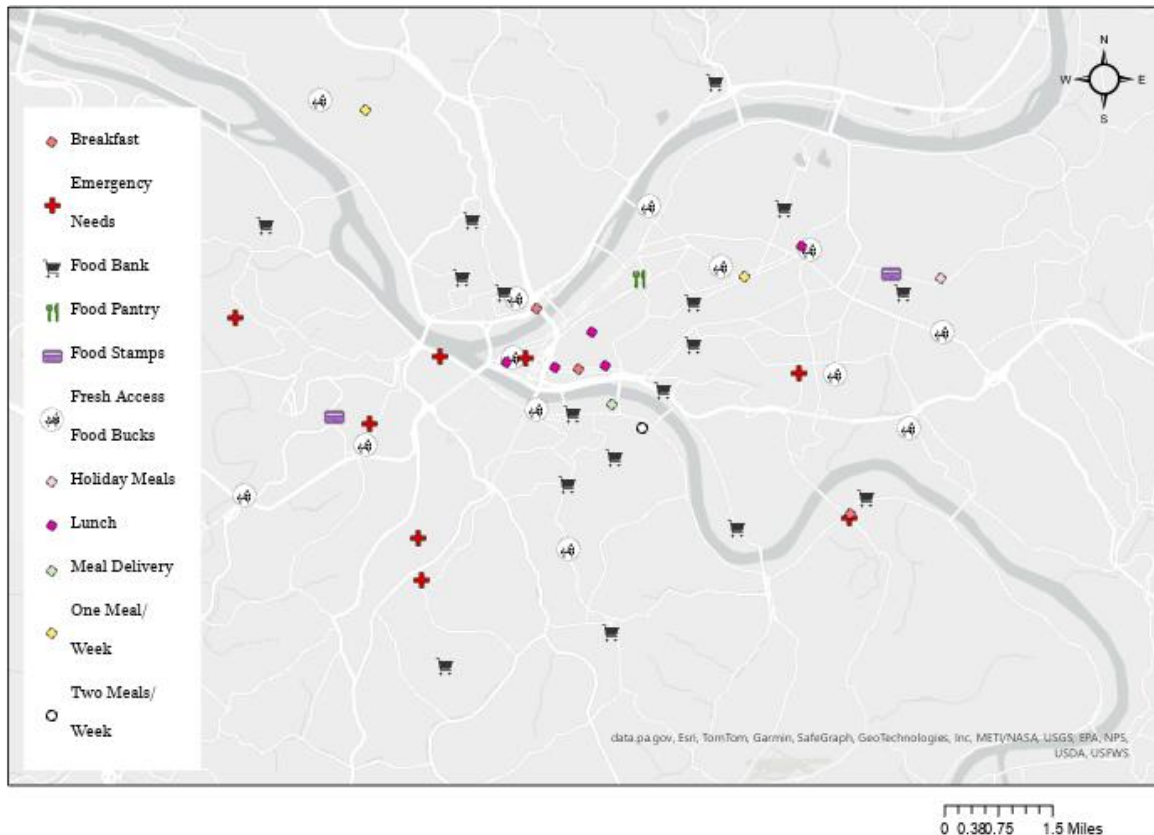 N
W
E
S
Breakfast
Emergency
Needs
Food Bank
Food Pantry
Food Stamps
Fresh Access
Food Bucks
Holiday Meals
Lunch
Meal Delivery
One Meal/
Week
Two Meals/
Week
data.pa.gov, Esri, TomTom, Garmin, SafeGraph, GeoTechnologies, Inc, METI/NASA, USGS, EPA, NPS,
USDA, USFWS
0 0.380.75 1.5 Miles